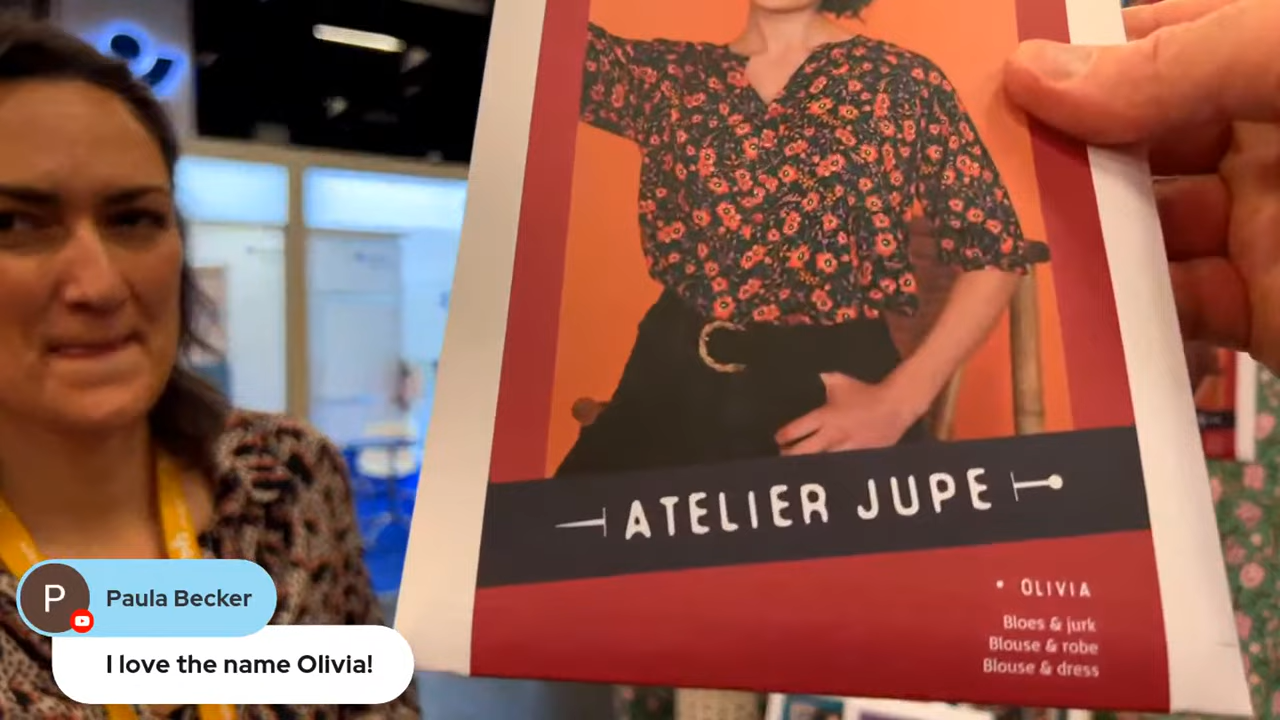 ATELIER JUPE
• OLIVIA
Bloes & jurk
Blouse & robe
Blouse & dress
P
Paula Becker
I love the name Olivia!